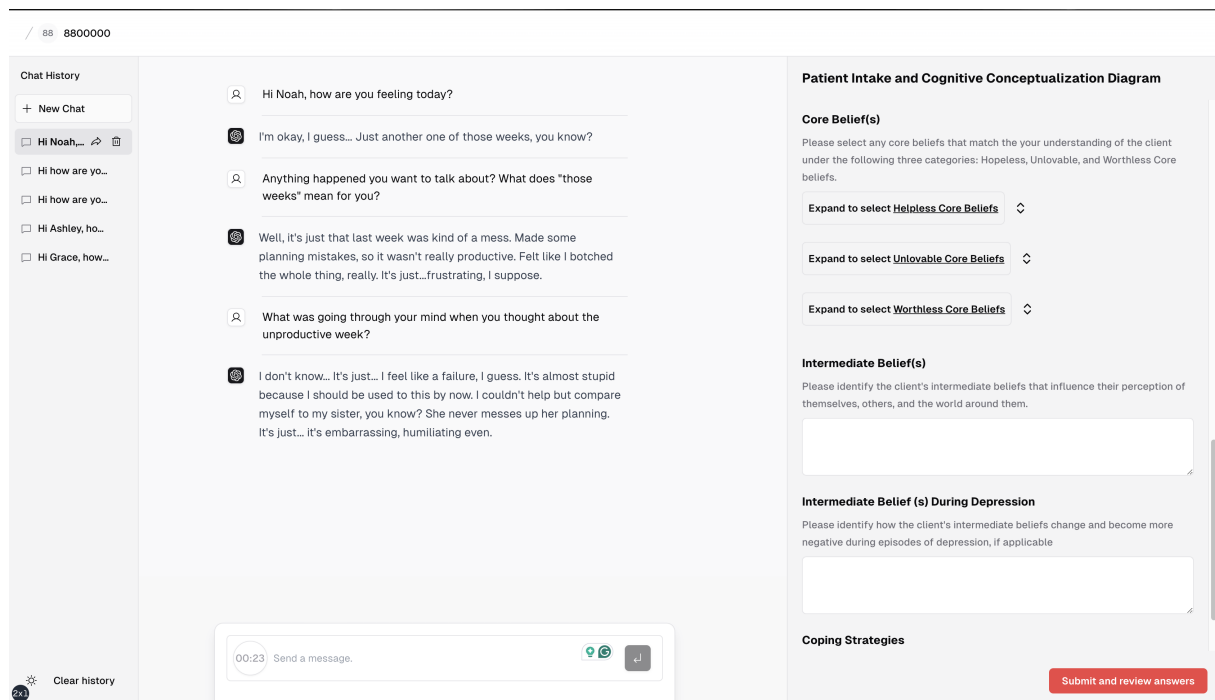 / 88 8800000
Chat History
+ New Chat
Hi Noah,...
Hi how are yo...
Hi how are yo...
Hi Ashley, ho...
Hi Grace, how...
Clear history
2x1
Hi Noah, how are you feeling today?
I'm okay, I guess... Just another one of those weeks, you know?
Anything happened you want to talk about? What does "those
weeks" mean for you?
Well, it's just that last week was kind of a mess. Made some
planning mistakes, so it wasn't really productive. Felt like I botched
the whole thing, really. It's just...frustrating, I suppose.
What was going through your mind when you thought about the
unproductive week?
I don't know... It's just... I feel like a failure, I guess. It's almost stupid
because I should be used to this by now. I couldn't help but compare
myself to my sister, you know? She never messes up her planning.
It's just... it's embarrassing, humiliating even.
00:23 Send a message.
Patient Intake and Cognitive Conceptualization Diagram
Core Belief(s)
Please select any core beliefs that match the your understanding of the client
under the following three categories: Hopeless, Unlovable, and Worthless Core
beliefs.
Expand to select Helpless Core Beliefs
Expand to select Unlovable Core Beliefs
Expand to select Worthless Core Beliefs
Intermediate Belief(s)
Please identify the client's intermediate beliefs that influence their perception of
themselves, others, and the world around them.
Intermediate Belief (s) During Depression
Please identify how the client's intermediate beliefs change and become more
negative during episodes of depression, if applicable
Coping Strategies
Submit and review answers